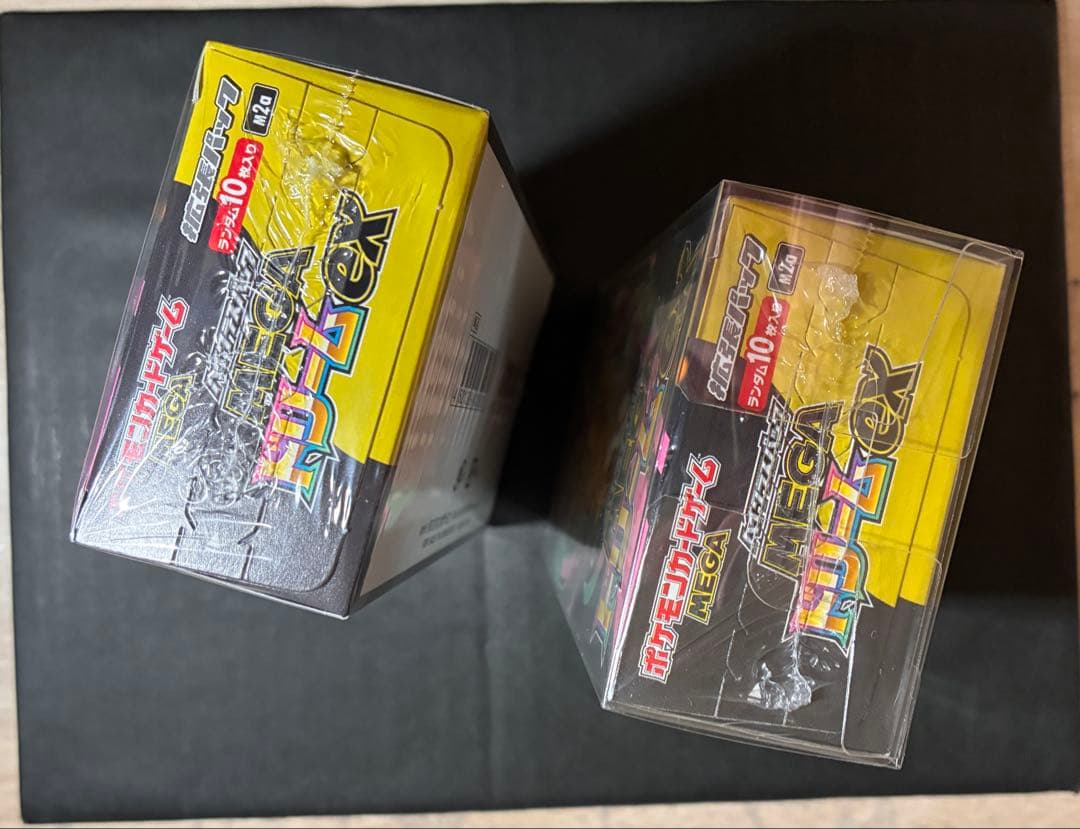 拡張パック
M2a
ランダム10枚入り
ポケモンカードゲーム
MEGA
ハイクラスパック
MEGA
ドリームex
拡張パック
M2a
ランダム10枚入り
ポケモンカードゲーム
MEGA
ハイクラスパック
MEGA
ドリームex